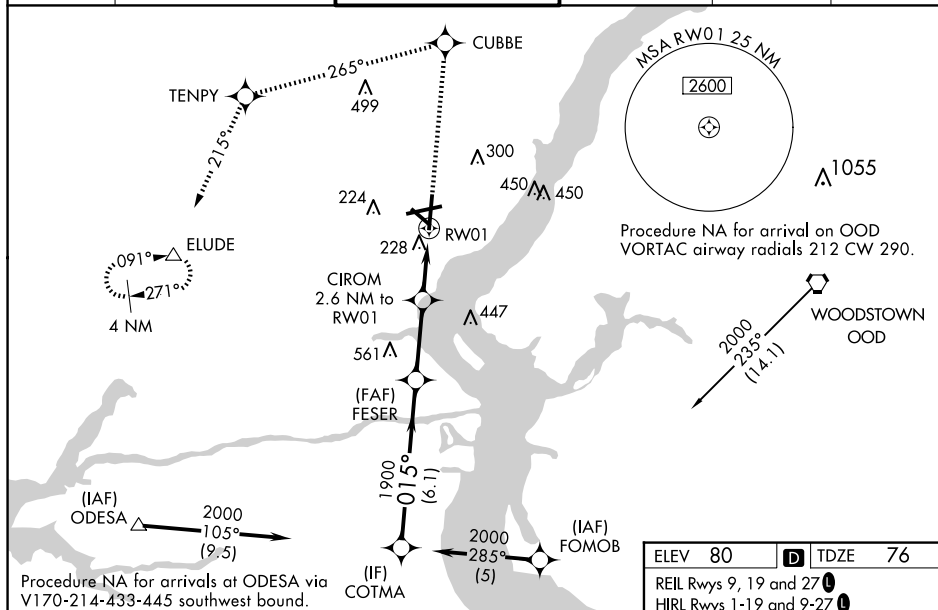 CUBBE
265°
TENPY
499
215°
MSA RW01 25 NM
2600
300
450
450
1055
224
RW01
228
Procedure NA for arrival on OOD
VORTAC airway radials 212 CW 290.
ELUDE
091°
271°
4 NM
CIROM
2.6 NM to
RW01
447
561
WOODSTOWN
OOD
2000
235°
(14.1)
(FAF)
FESER
1900
015°
(6.1)
(IAF)
ODESA
2000
105°
(9.5)
2000
285°
(5)
(IAF)
FOMOB
(IF)
COTMA
Procedure NA for arrivals at ODESA via
V170-214-433-445 southwest bound.
ELEV 80 D TDZE 76
REIL Rwys 9, 19 and 27 L
HIRL Rwys 1-19 and 9-27 L